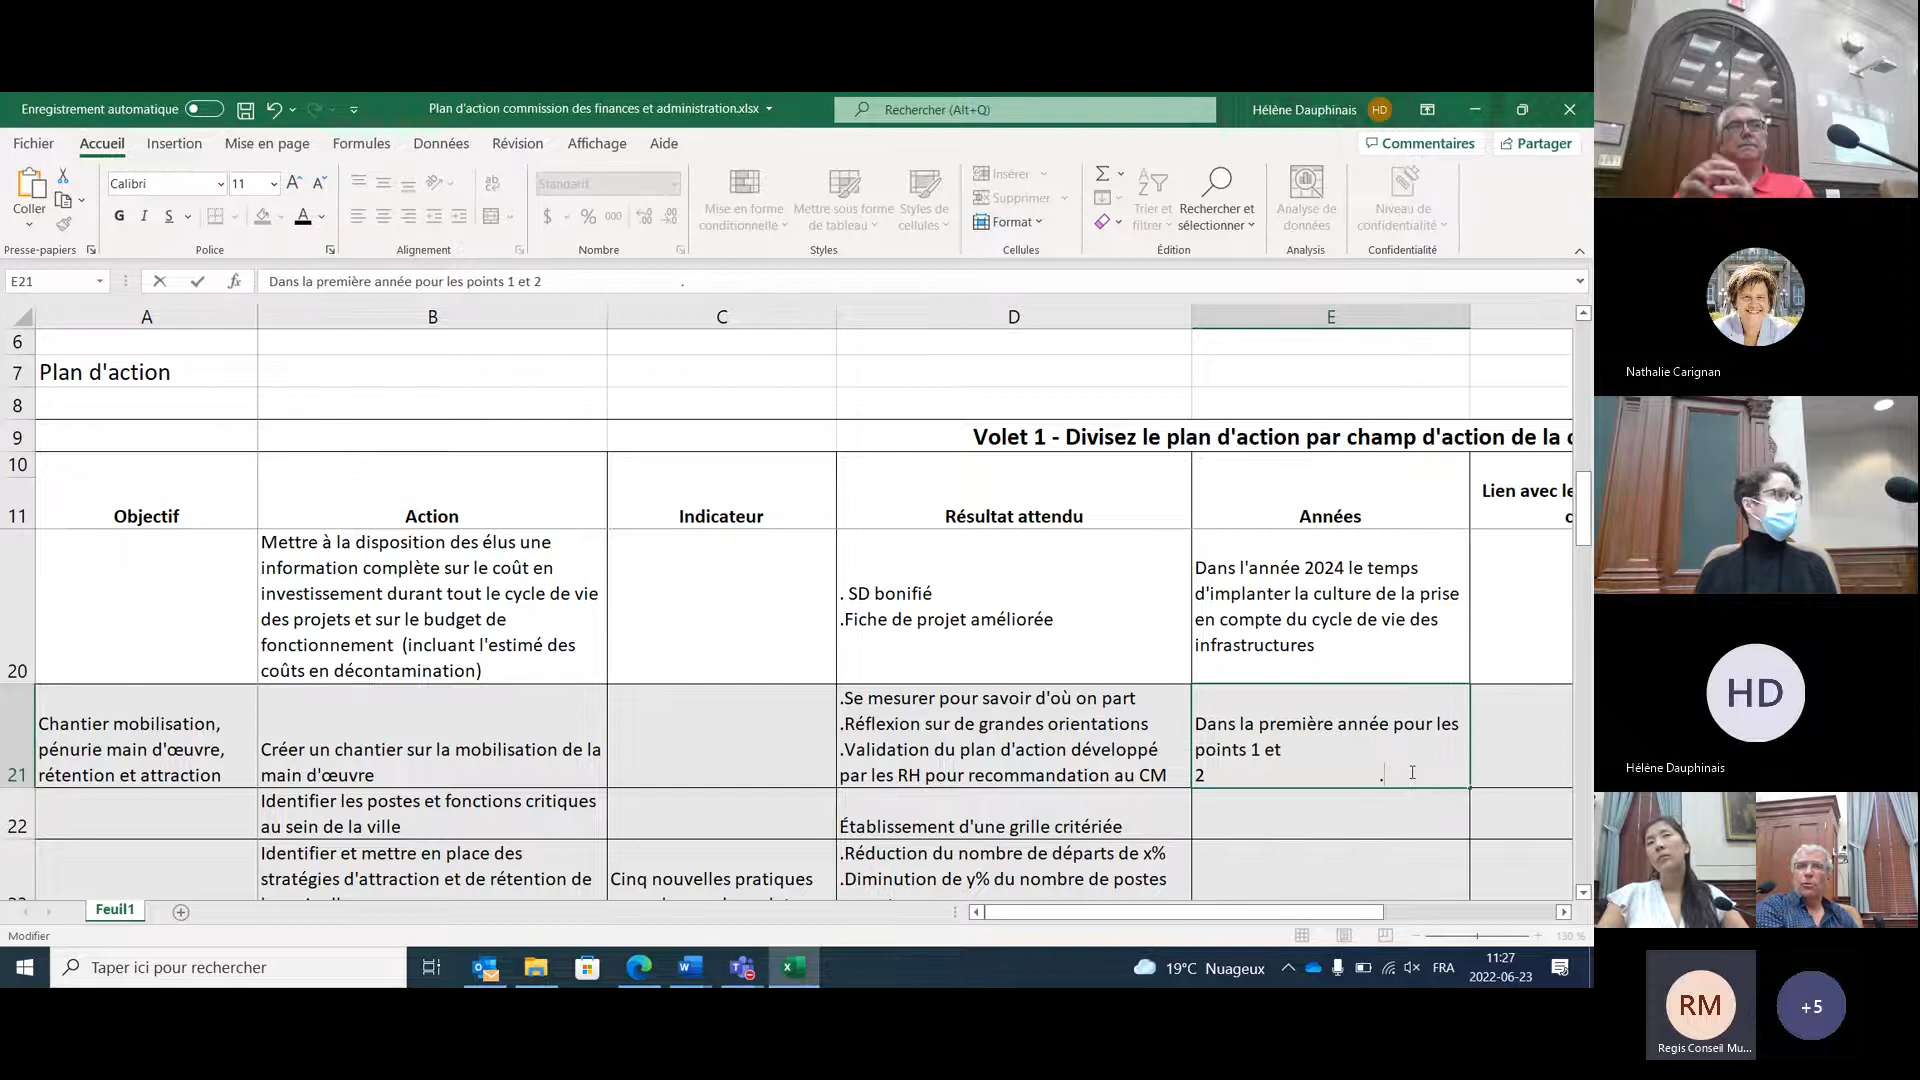 Enregistrement automatique
Plan d'action commission des finances et administration.xlsx
Rechercher (Alt+Q)
Hélène Dauphinais
HD
Fichier
Accueil
Insertion
Mise en page
Formules
Données
Révision
Affichage
Aide
Commentaires
Partager
Coller
Calibri
11
G I S
Standard
Mise en forme
conditionnelle
Mettre sous forme
de tableau
Styles de
cellules
Insérer
Supprimer
Format
Trier et
filtrer
Rechercher et
sélectionner
Analyse de
données
Niveau de
confidentialité
Presse-papiers
Police
Alignement
Nombre
Styles
Cellules
Édition
Analysis
Confidentialité
E21
fx
Dans la première année pour les points 1 et 2 .
A B C D E
6
7 Plan d'action
8
9 Volet 1 - Divisez le plan d'action par champ d'action de la
10
Lien avec le
11 Objectif Action Indicateur Résultat attendu Années
Mettre à la disposition des élus une
information complète sur le coût en
investissement durant tout le cycle de vie
des projets et sur le budget de
fonctionnement (incluant l'estimé des
coûts en décontamination)
. SD bonifié
.Fiche de projet améliorée
Dans l'année 2024 le temps
d'implanter la culture de la prise
en compte du cycle de vie des
infrastructures
20
Chantier mobilisation,
pénurie main d'œuvre,
rétention et attraction
Créer un chantier sur la mobilisation de la
main d'œuvre
.Se mesurer pour savoir d'où on part
.Réflexion sur de grandes orientations
.Validation du plan d'action développé
par les RH pour recommandation au CM
Dans la première année pour les
points 1 et
2 .
21
Identifier les postes et fonctions critiques
au sein de la ville
Établissement d'une grille critériée
22
Identifier et mettre en place des
stratégies d'attraction et de rétention de
Cinq nouvelles pratiques
.Réduction du nombre de départs de x%
.Diminution de y% du nombre de postes
Feuil1
Modifier
130 %
Taper ici pour rechercher
19°C Nuageux
FRA
11:27
2022-06-23
Nathalie Carignan
HD
Hélène Dauphinais
RM
Regis Conseil Mu...
+5